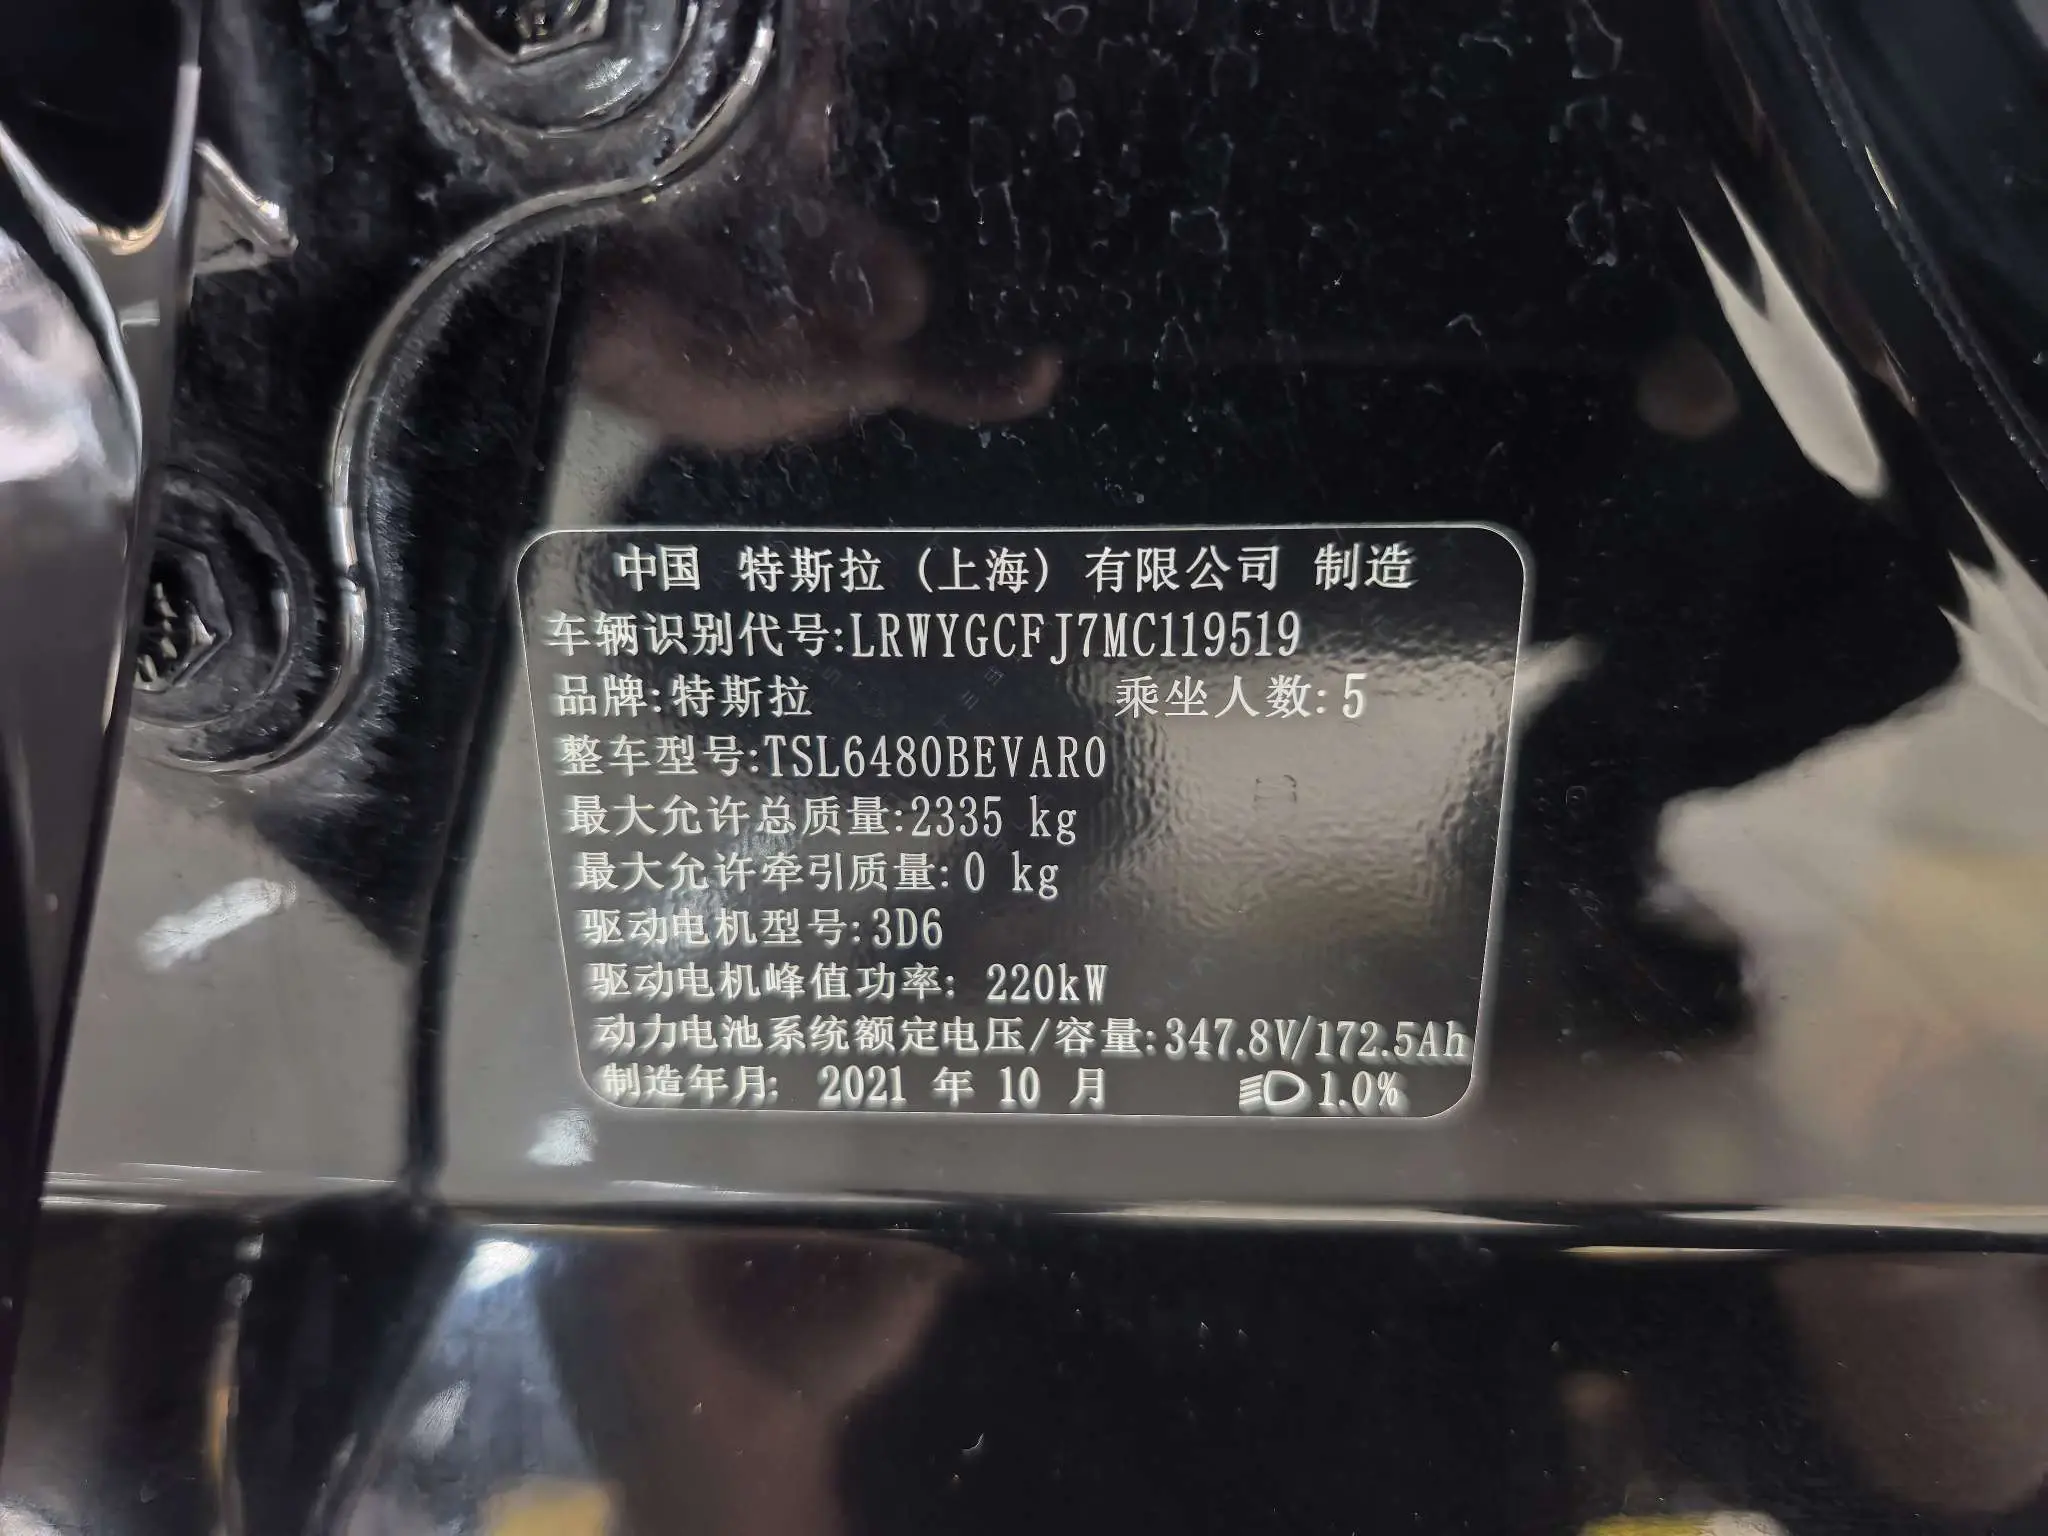 中国 特斯拉 (上海) 有限公司 制造
车辆识别代号:LRWYGCFJ7MC119519
品牌:特斯拉 乘坐人数:5
整车型号:TSL6480BEVAR0
最大允许总质量:2335 kg
最大允许牵引质量:0 kg
驱动电机型号:3D6
驱动电机峰值功率: 220kW
动力电池系统额定电压/容量:347.8V/172.5Ah
制造年月: 2021 年 10 月 1.0%